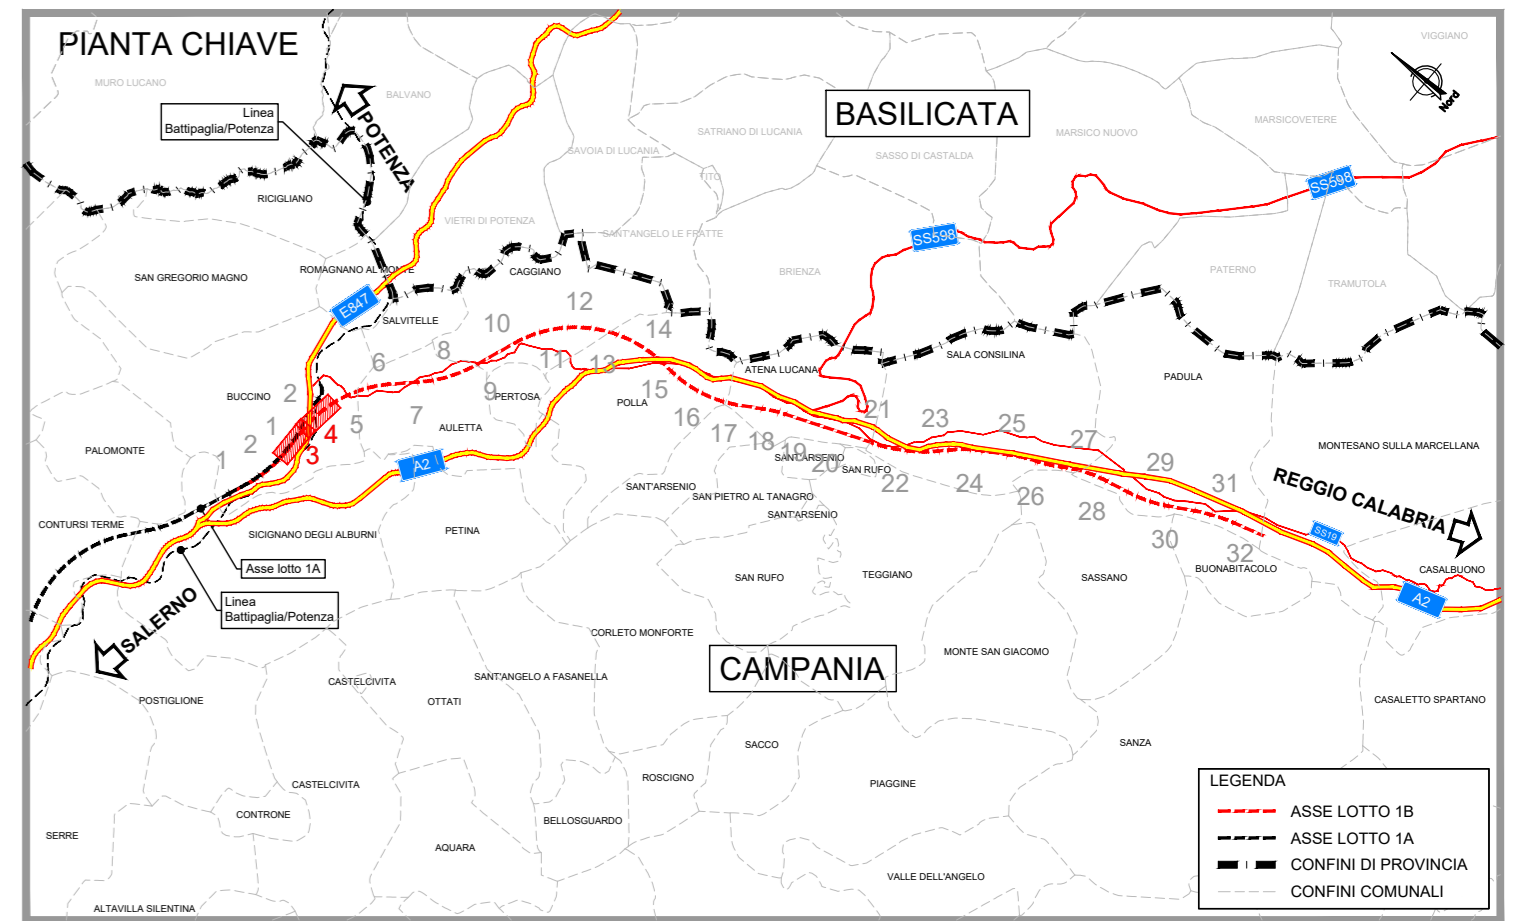 PIANTA CHIAVE
VIGGIANO
MURO LUCANO
BALVANO
Linea
Battipaglia/Potenza
POTENZA
BASILICATA
Nord
SATRIANO DI LUCANIA
MARSICO NUOVO
MARSICOVETERE
SAVOIA DI LUCANIA
SASSO DI CASTALDA
TITO
SS598
RICIGLIANO
VIETRI DI POTENZA
SANT'ANGELO LE FRATTE
SS598
SAN GREGORIO MAGNO
ROMAGNANO AL MONTE
CAGGIANO
BRIENZA
PATERNO
TRAMUTOLA
E847
SALVITELLE
12
10
14
8
6
11
13
SALA CONSILINA
ATENA LUCANA
PADULA
BUCCINO
2
9
PERTOSA
15
POLLA
1
5
7
AULETTA
16
17
21
23
25
27
4
2
3
18
19
20
PALOMONTE
1
A2
SANT'ARSENIO
SAN RUFO
22
24
26
28
29
31
MONTESANO SULLA MARCELLANA
SANT'ARSENIO
SAN PIETRO AL TANAGRO
SANT'ARSENIO
REGGIO CALABRIA
CONTURSI TERME
SICIGNANO DEGLI ALBURNI
PETINA
30
32
SS19
Asse lotto 1A
SAN RUFO
TEGGIANO
SASSANO
BUONABITACOLO
CASALBUONO
A2
Linea
Battipaglia/Potenza
SALERNO
CORLETO MONFORTE
MONTE SAN GIACOMO
CAMPANIA
POSTIGLIONE
CASTELCIVITA
SANT'ANGELO A FASANELLA
OTTATI
CASALETTO SPARTANO
SACCO
SANZA
ROSCIGNO
PIAGGINE
CASTELCIVITA
CONTRONE
BELLOSGUARDO
SERRE
AQUARA
VALLE DELL'ANGELO
ALTAVILLA SILENTINA
LEGENDA
ASSE LOTTO 1B
ASSE LOTTO 1A
CONFINI DI PROVINCIA
CONFINI COMUNALI